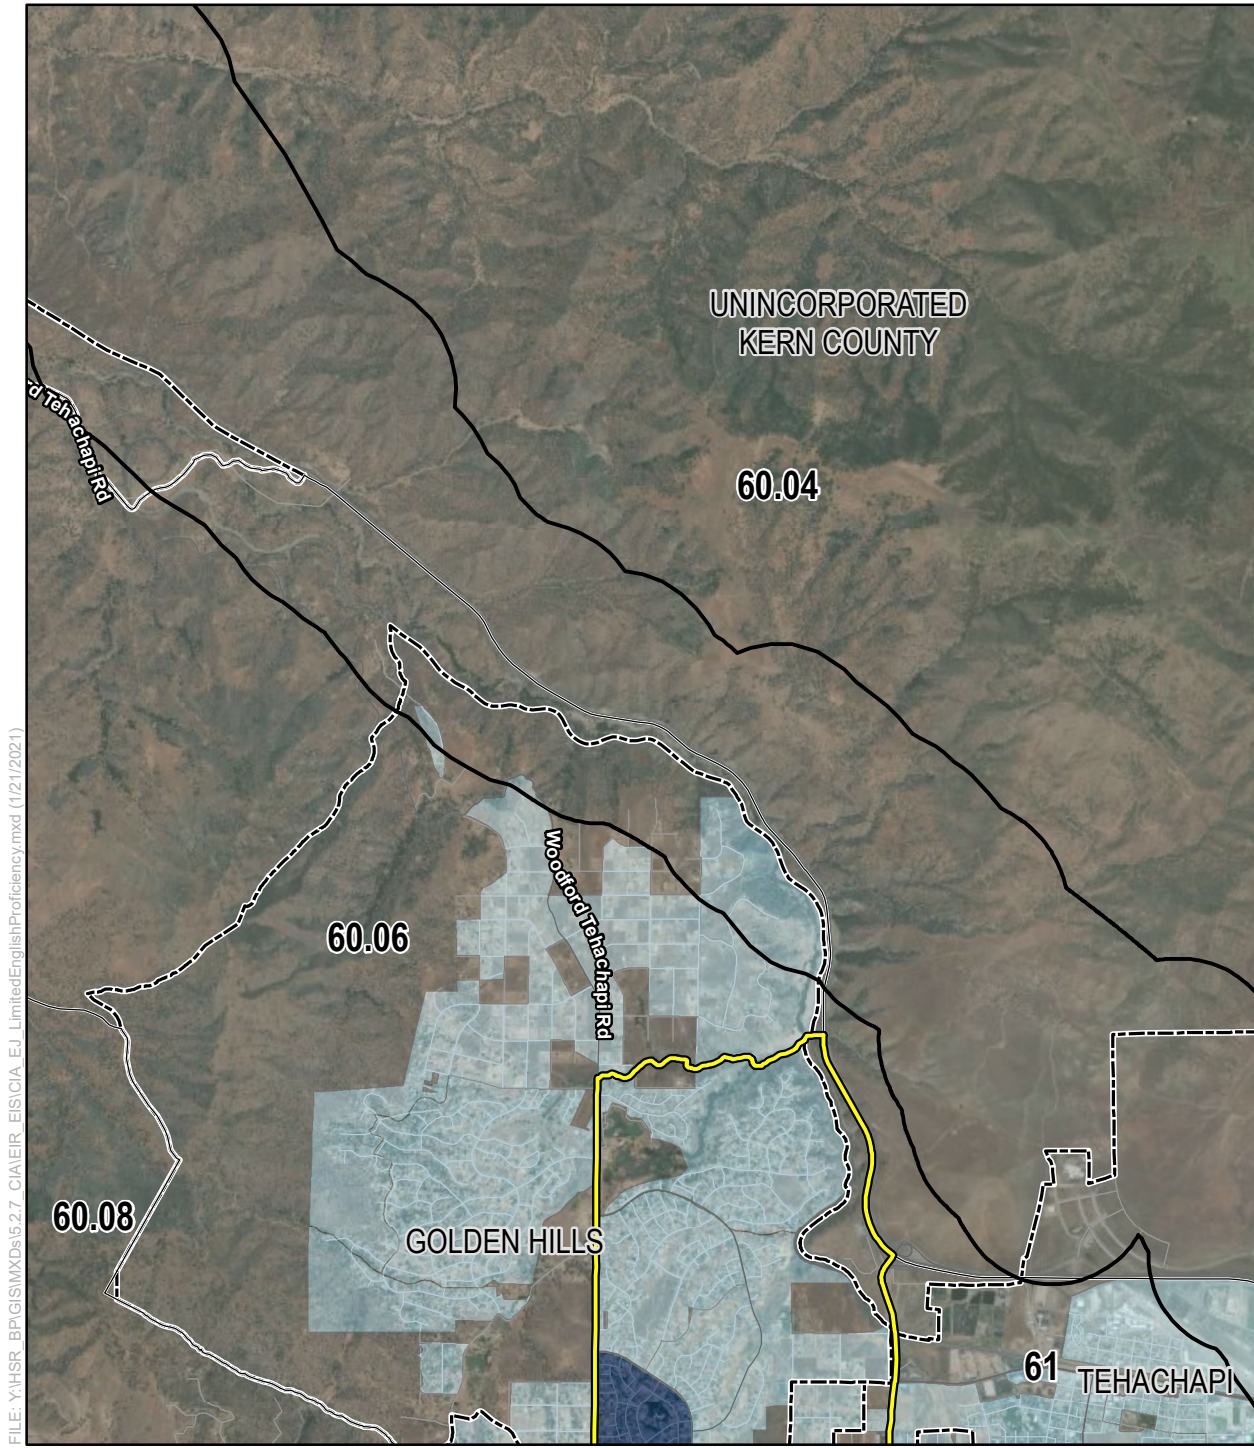 UNINCORPORATED
KERN COUNTY
rd Tehachapi Rd
60.04
Woodford Tehachapi Rd
60.06
60.08
GOLDEN HILLS
61
TEHACHAPI
FILE: Y:\HSR_BP\GIS\MXDs\5.2.7_CIA\EIR_EIS\CIA_EJ_LimitedEnglishProficiency.mxd (1/21/2021)